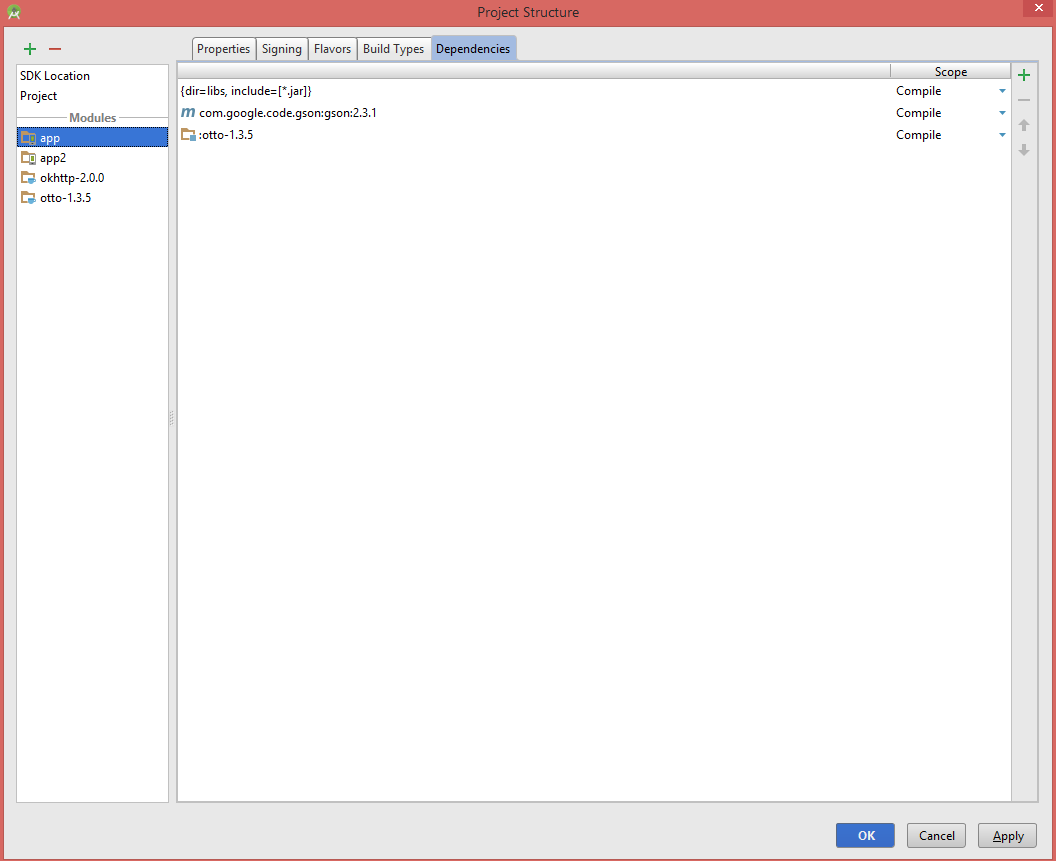 Project Structure
Properties Signing Flavors Build Types Dependencies
SDK Location
Project
Modules
app
app2
okhttp-2.0.0
otto-1.3.5
Scope
{dir=libs, include=[*.jar]} Compile
m com.google.code.gson:gson:2.3.1 Compile
:otto-1.3.5 Compile
OK Cancel Apply